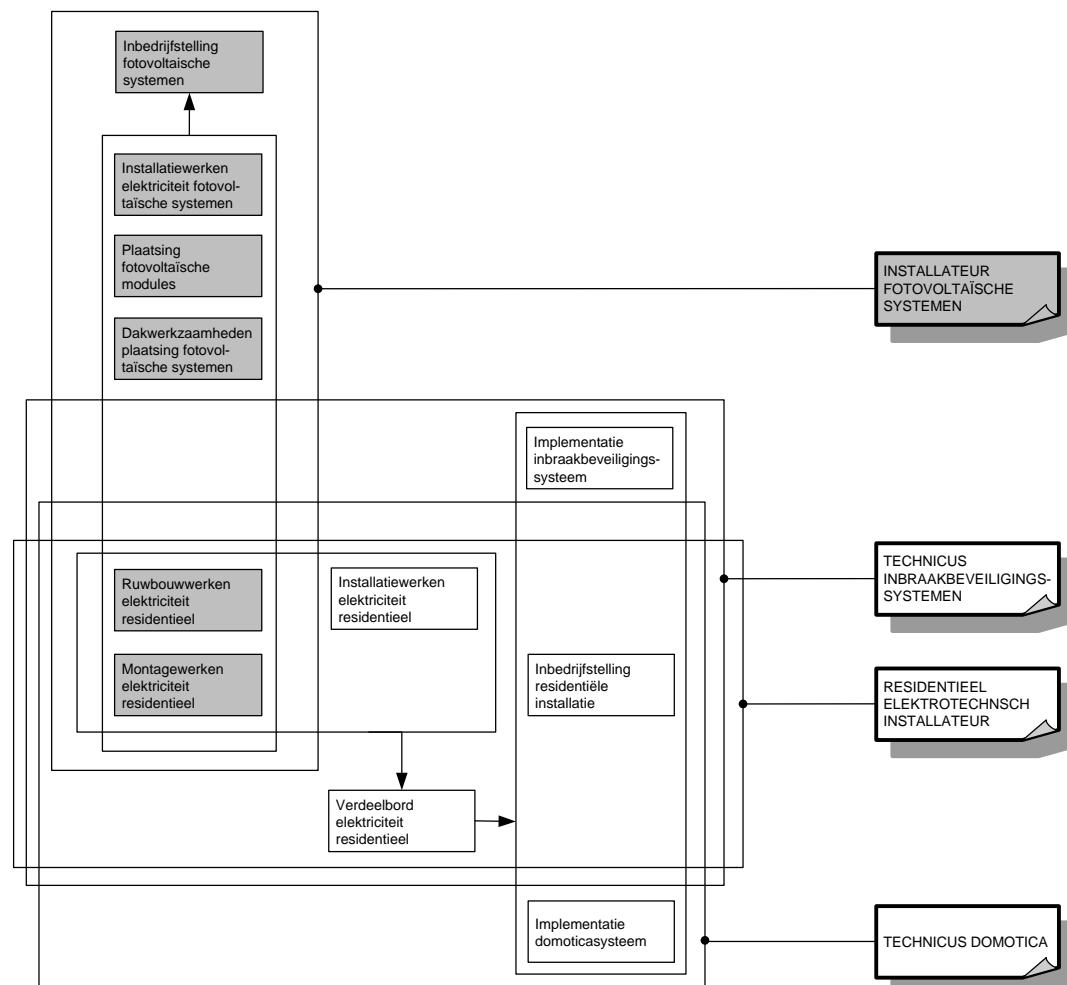 Inbedrijfstelling
fotovoltaische
systemen
Installatiewerken
elektriciteit fotovol-
taïsche systemen
Plaatsing
fotovoltaïsche
modules
Dakwerkzaamheden
plaatsing fotovol-
taïsche systemen
INSTALLATEUR
FOTOVOLTAÏSCHE
SYSTEMEN
Implementatie
inbraakbeveiligings-
systeem
Ruwbouwwerken
elektriciteit
residentieel
Installatiewerken
elektriciteit
residentieel
TECHNICUS
INBRAAKBEVEILIGINGS-
SYSTEMEN
Montagewerken
elektriciteit
residentieel
Inbedrijfstelling
residentiële
installatie
RESIDENTIEEL
ELEKTROTECHNSCH
INSTALLATEUR
Verdeelbord
elektriciteit
residentieel
Implementatie
domoticasysteem
TECHNICUS DOMOTICA